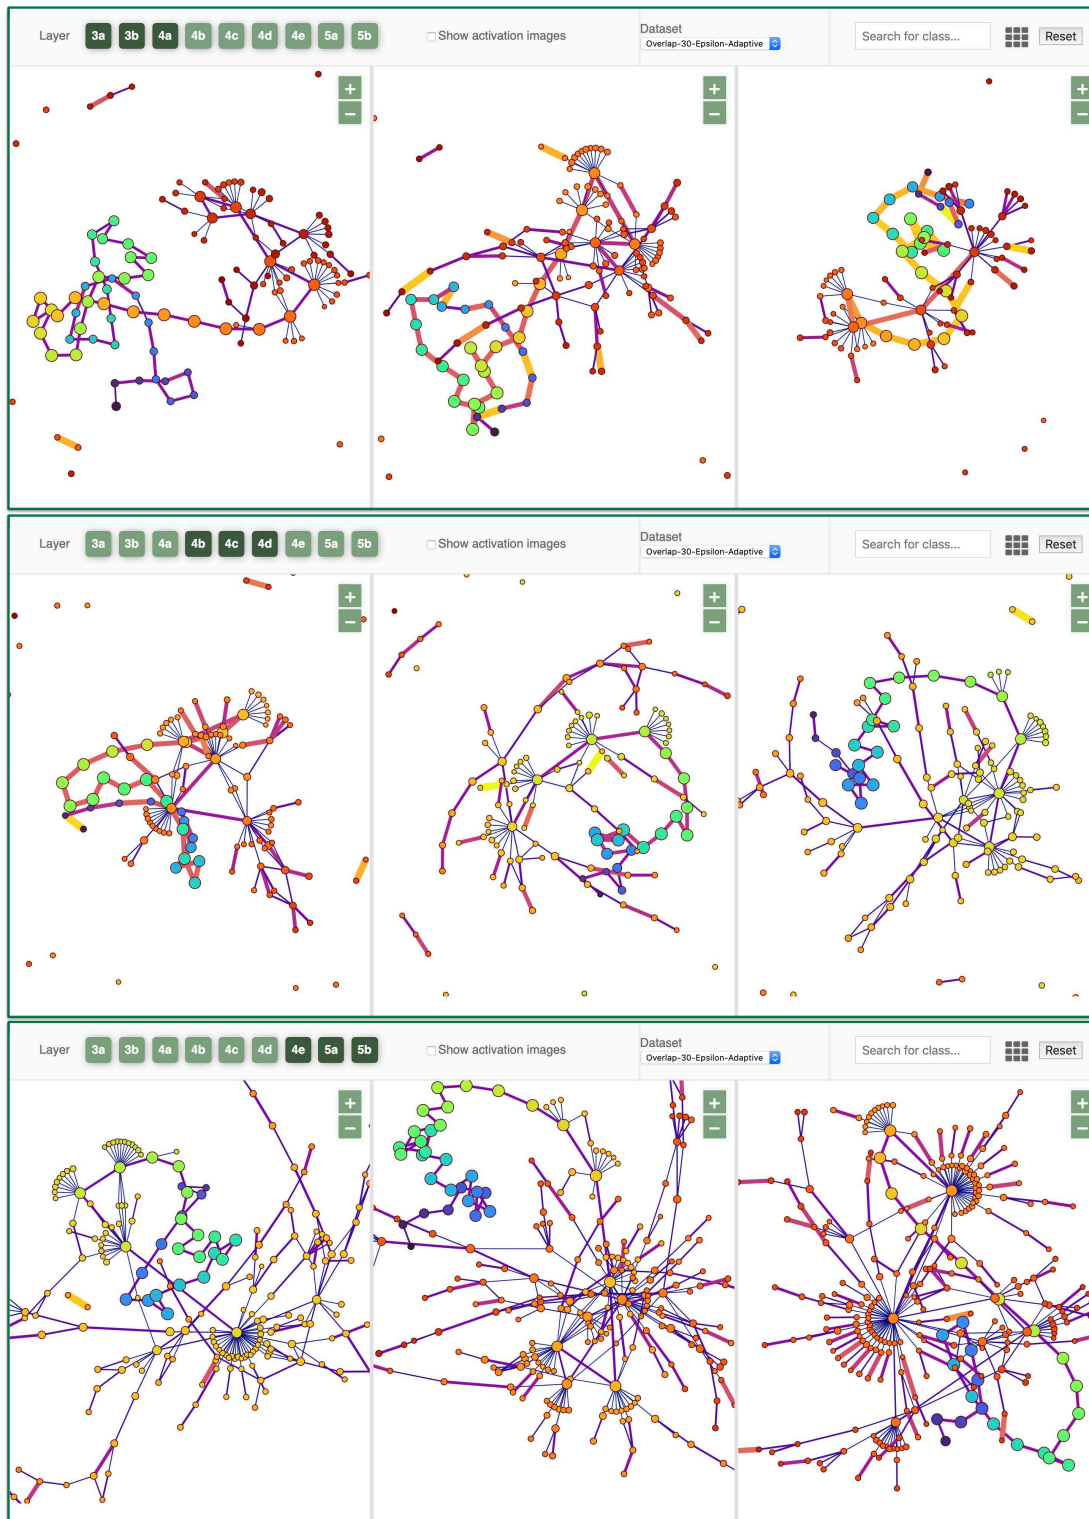 Layer 3a 3b 4a 4b 4c 4d 4e 5a 5b Show activation images Dataset Search for class... Reset
Overlap-30-Epsilon-Adaptive
+ + +
− − −
Layer 3a 3b 4a 4b 4c 4d 4e 5a 5b Show activation images Dataset Search for class... Reset
Overlap-30-Epsilon-Adaptive
+ + +
− − −
Layer 3a 3b 4a 4b 4c 4d 4e 5a 5b Show activation images Dataset Search for class... Reset
Overlap-30-Epsilon-Adaptive
+ + +
− − −